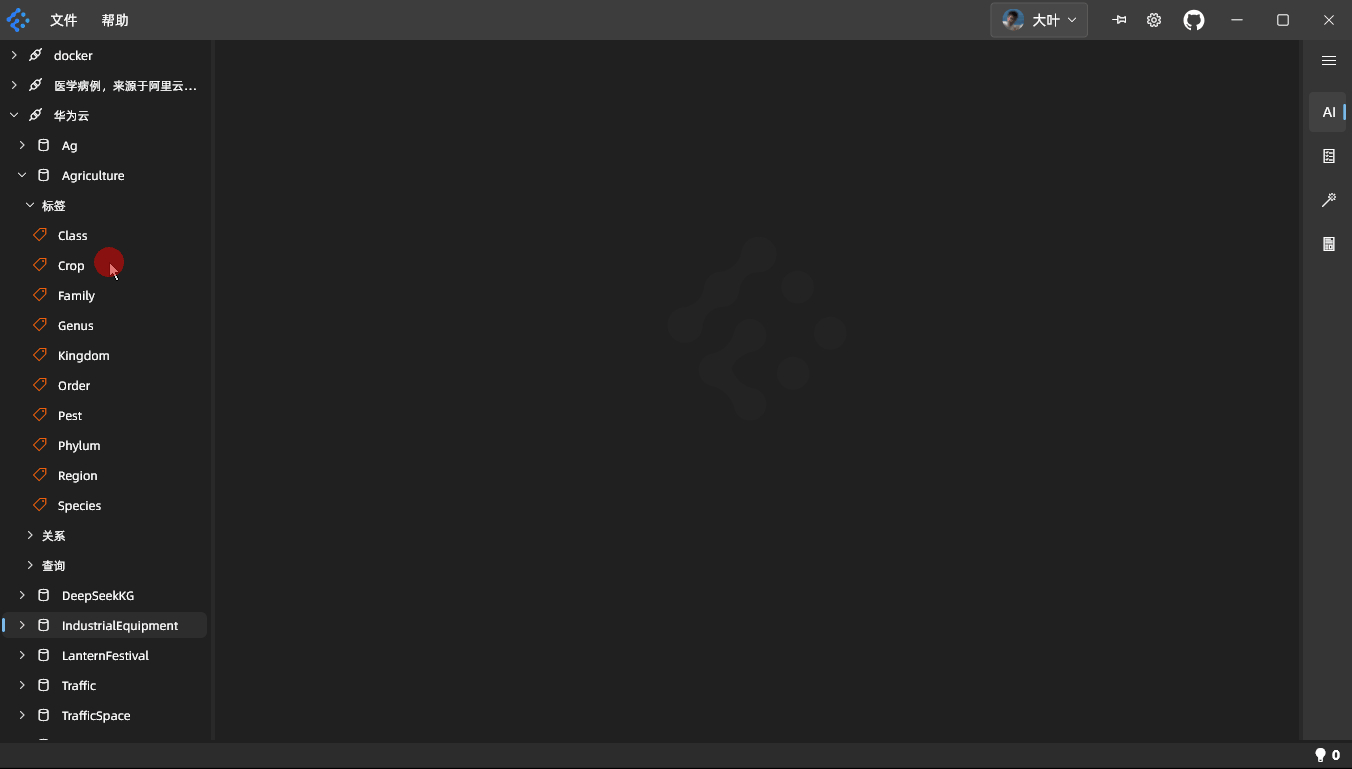 文件 帮助 大叶
docker
医学病例，来源于阿里云...
华为云
Ag
Agriculture
标签
Class
Crop
Family
Genus
Kingdom
Order
Pest
Phylum
Region
Species
关系
查询
DeepSeekKG
IndustrialEquipment
LanternFestival
Traffic
TrafficSpace
AI
0